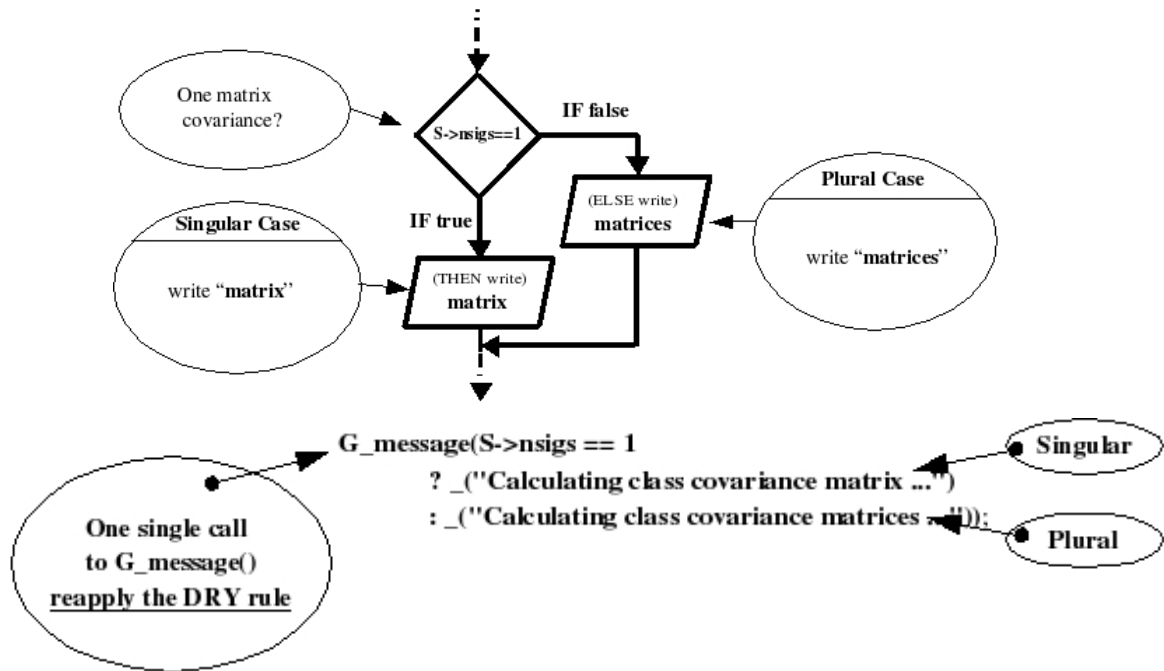 One matrix
covariance?
S->nsigs==1
IF false
IF true
(ELSE write)
matrices
Plural Case
write “matrices”
Singular Case
write “matrix”
(THEN write)
matrix
G_message(S->nsigs == 1
? _("Calculating class covariance matrix ...")
: _("Calculating class covariance matrices ..."));
Singular
Plural
One single call
to G_message()
reapply the DRY rule